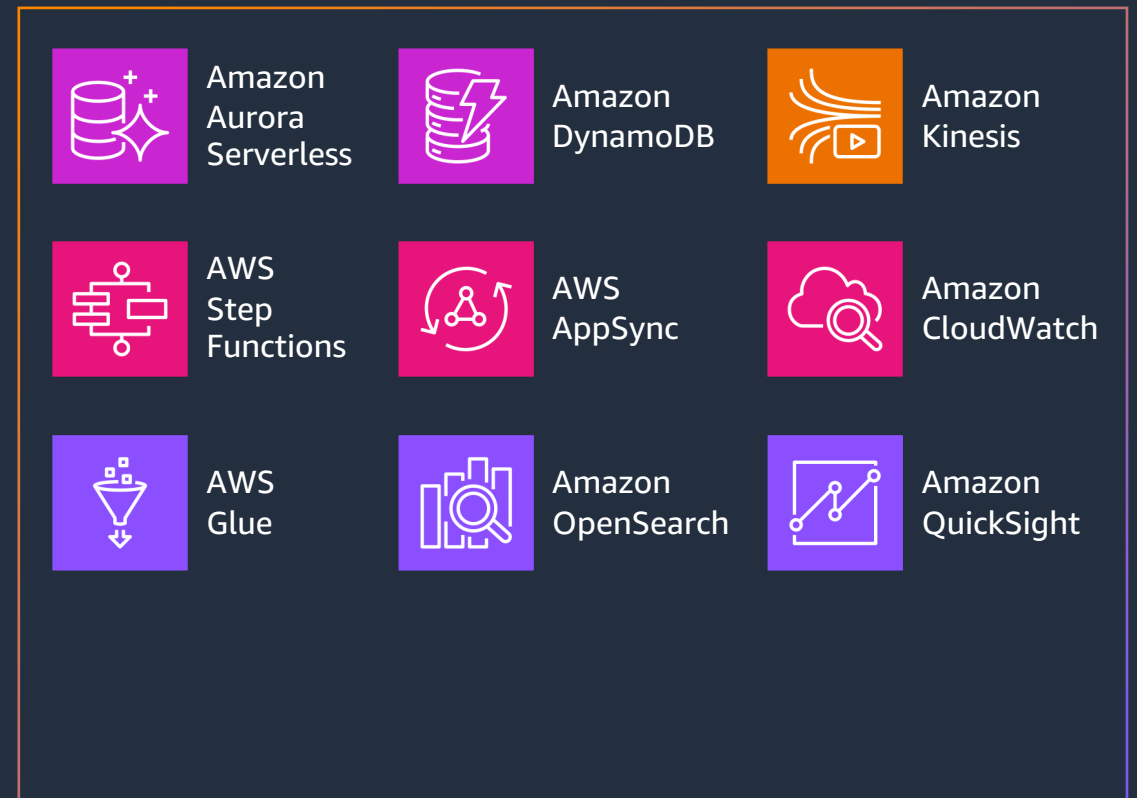 Amazon
Aurora
Serverless
Amazon
DynamoDB
Amazon
Kinesis
AWS
Step
Functions
AWS
AppSync
Amazon
CloudWatch
AWS
Glue
Amazon
OpenSearch
Amazon
QuickSight